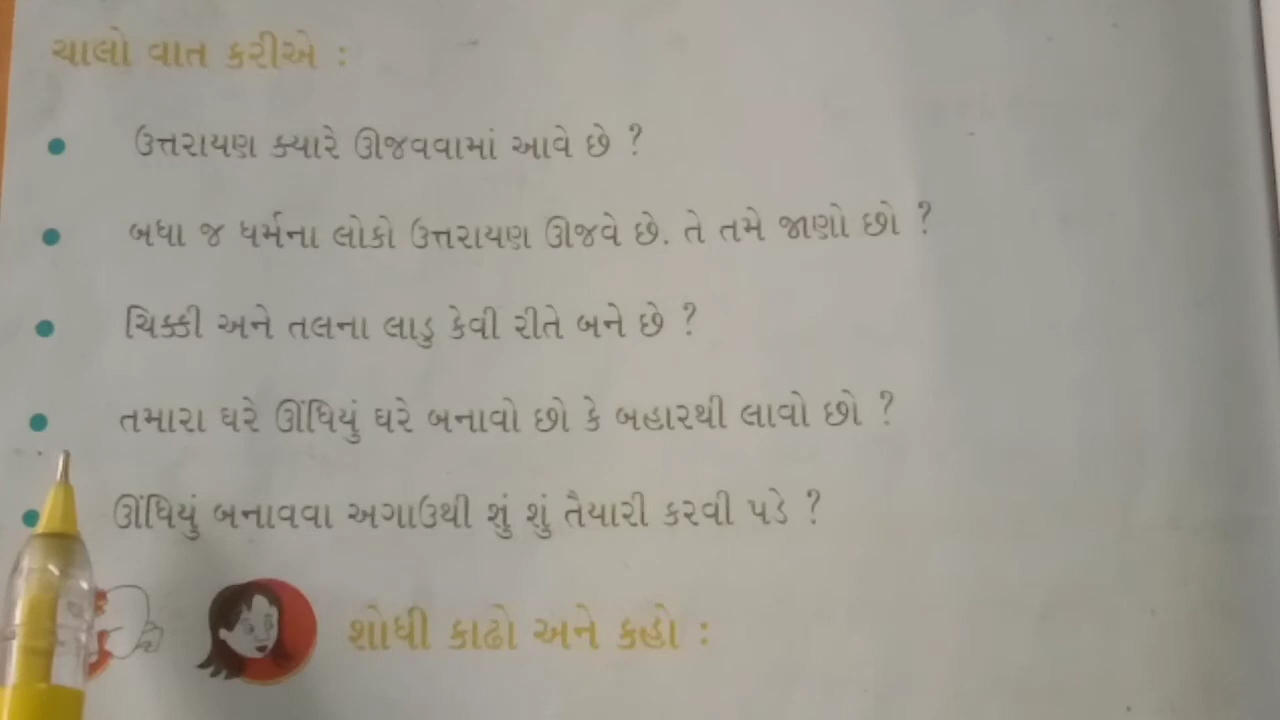 ચાલો વાત કરીએ :
ઉત્તરાયણ ક્યારે ઊજવવામાં આવે છે ?
બધા જ ધર્મના લોકો ઉત્તરાયણ ઊજવે છે. તે તમે જાણો છો ?
ચિક્કી અને તલના લાડુ કેવી રીતે બને છે ?
તમારા ઘરે ઊંધિયું ઘરે બનાવો છો કે બહારથી લાવો છો ?
ઊંધિયું બનાવવા અગાઉથી શું શું તૈયારી કરવી પડે ?
શોધી કાઢો અને કહો :